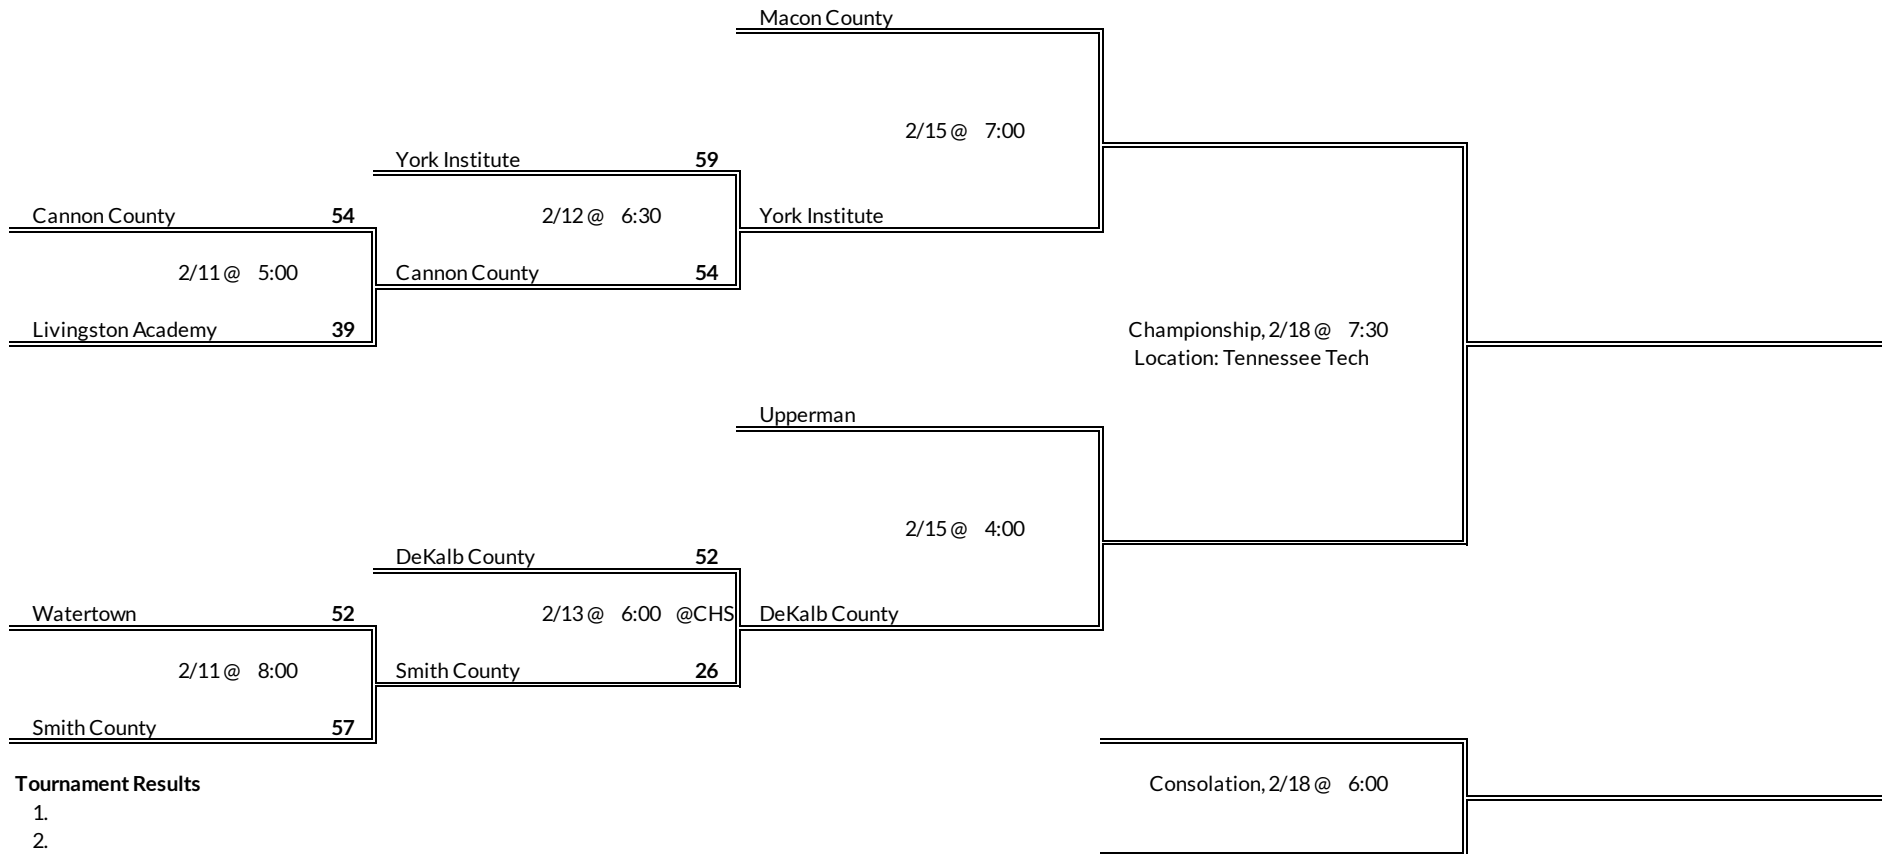 Macon County
2/15 @ 7:00
York Institute 59
Cannon County 54
2/12 @ 6:30
York Institute
2/11 @ 5:00
Cannon County 54
Livingston Academy 39
Championship, 2/18 @ 7:30
Location: Tennessee Tech
Upperman
2/15 @ 4:00
DeKalb County 52
Watertown 52
2/13 @ 6:00 @CHS
DeKalb County
2/11 @ 8:00
Smith County 26
Smith County 57
Tournament Results
Consolation, 2/18 @ 6:00
1.
2.